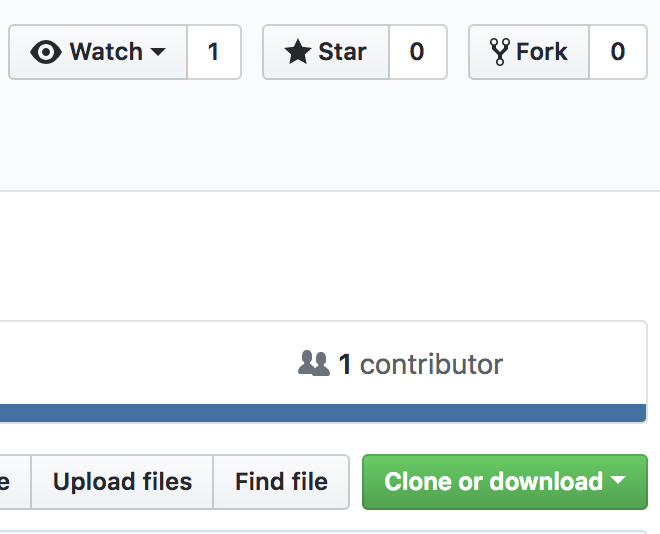 Watch 1 Star 0 Fork 0
1 contributor
e Upload files Find file Clone or download